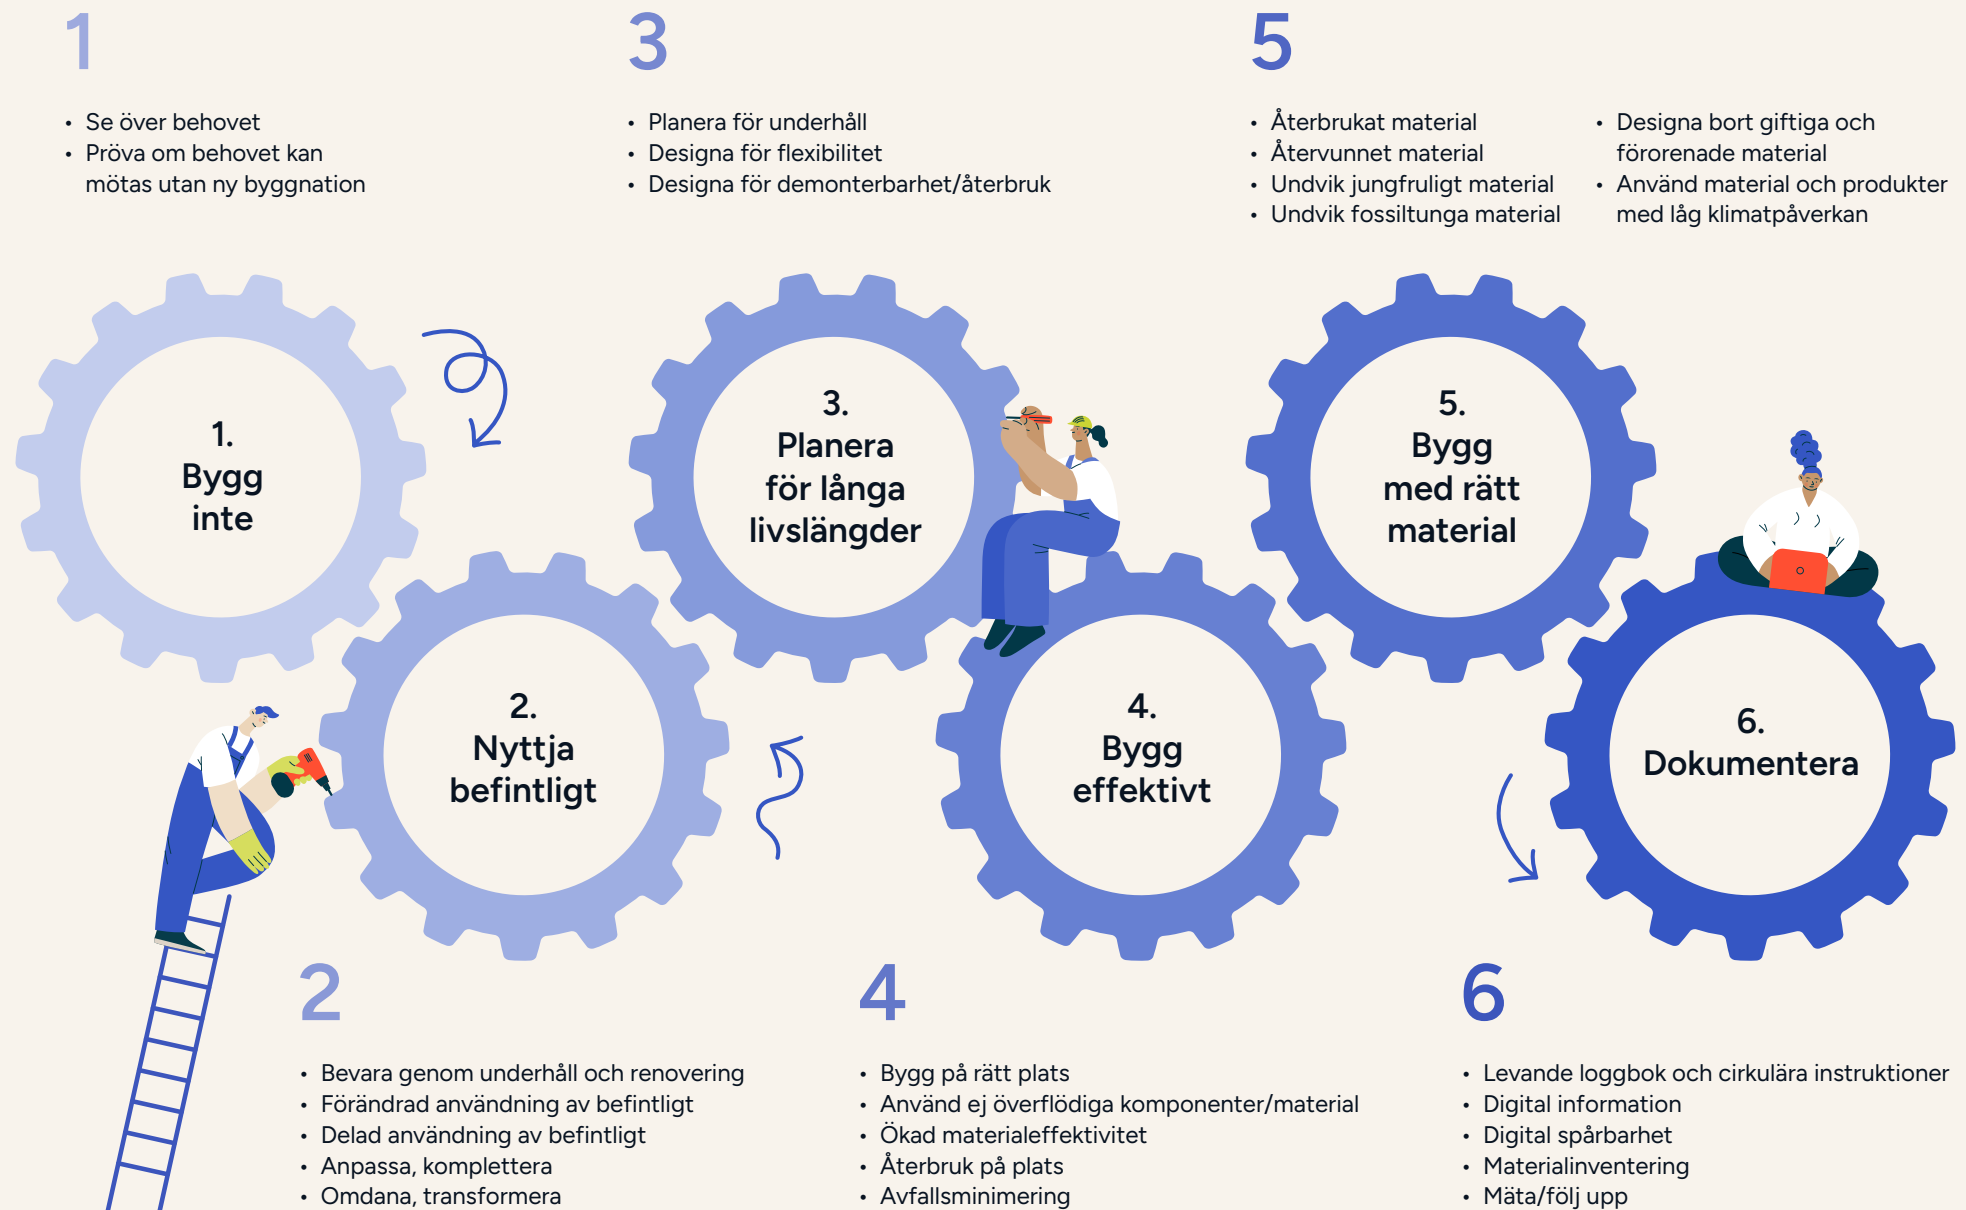 1
• Se över behovet
• Pröva om behovet kan
mötas utan ny byggnation
3
• Planera för underhåll
• Designa för flexibilitet
• Designa för demonterbarhet/återbruk
5
• Återbrukat material
• Återvunnet material
• Undvik jungfruligt material
• Undvik fossiltunga material
• Designa bort giftiga och
förorenade material
• Använd material och produkter
med låg klimatpåverkan
1.
Bygg
inte
2.
Nyttja
befintligt
3.
Planera
för långa
livslängder
4.
Bygg
effektivt
5.
Bygg
med rätt
material
6.
Dokumentera
2
• Bevara genom underhåll och renovering
• Förändrad användning av befintligt
• Delad användning av befintligt
• Anpassa, komplettera
• Omdana, transformera
4
• Bygg på rätt plats
• Använd ej överflödiga komponenter/material
• Ökad materialeffektivitet
• Återbruk på plats
• Avfallsminimering
6
• Levande loggbok och cirkulära instruktioner
• Digital information
• Digital spårbarhet
• Materialinventering
• Mäta/följ upp